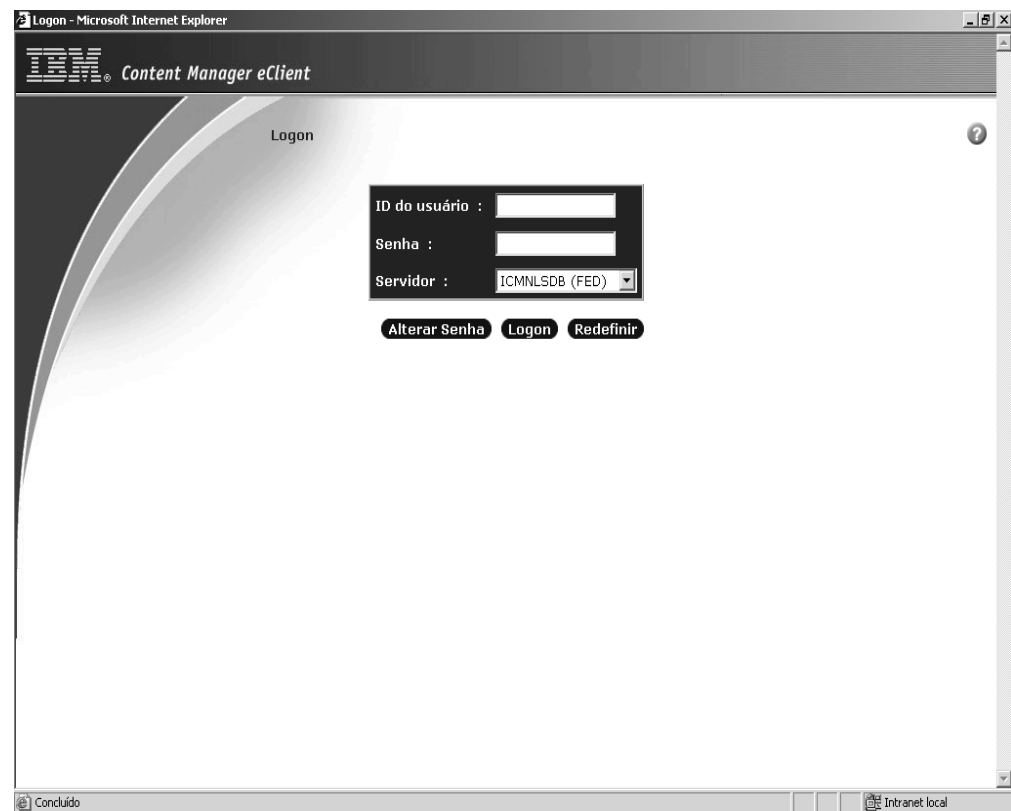 Logon - Microsoft Internet Explorer
IBM® Content Manager eClient
Logon
?
ID do usuário :
Senha :
Servidor : ICMNLSDB (FED)
Alterar Senha Logon Redefinir
Concluído Intranet local